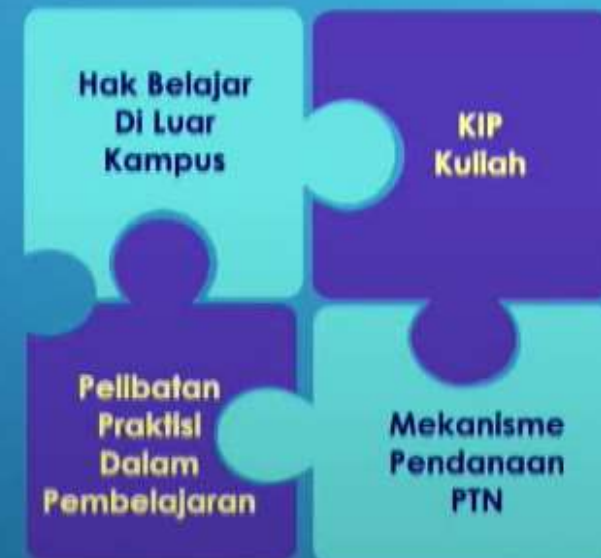 Hak Belajar
Di Luar
Kampus
KIP
Kuliah
Pelibatan
Praktisi
Dalam
Pembelajaran
Mekanisme
Pendanaan
PTN